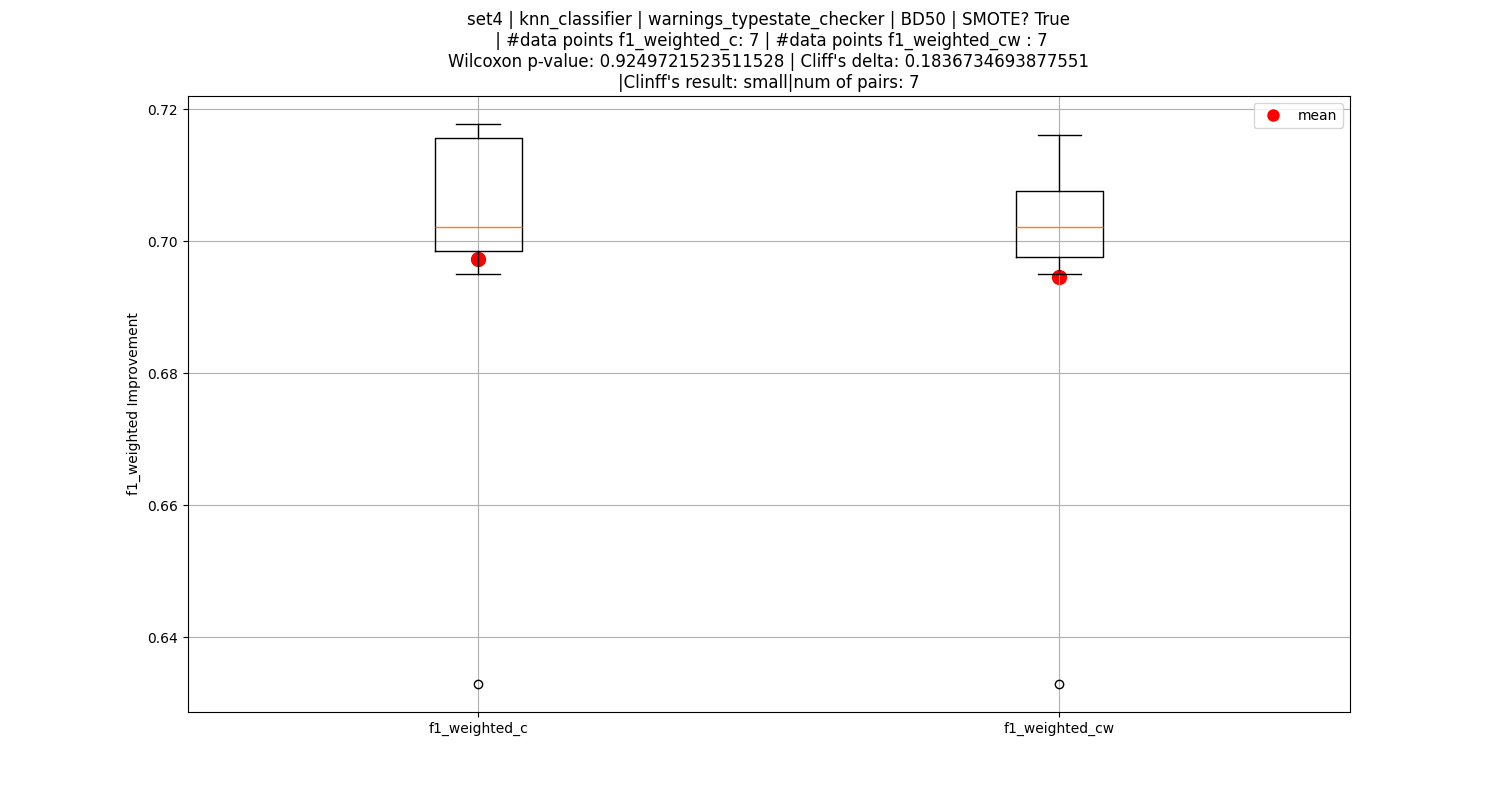 set4 | knn_classifier | warnings_typestate_checker | BD50 | SMOTE? True
| #data points f1_weighted_c: 7 | #data points f1_weighted_cw : 7
Wilcoxon p-value: 0.9249721523511528 | Cliff's delta: 0.1836734693877551
|Clinff's result: small|num of pairs: 7
mean
0.72
0.70
0.68
0.66
0.64
f1_weighted Improvement
f1_weighted_c
f1_weighted_cw